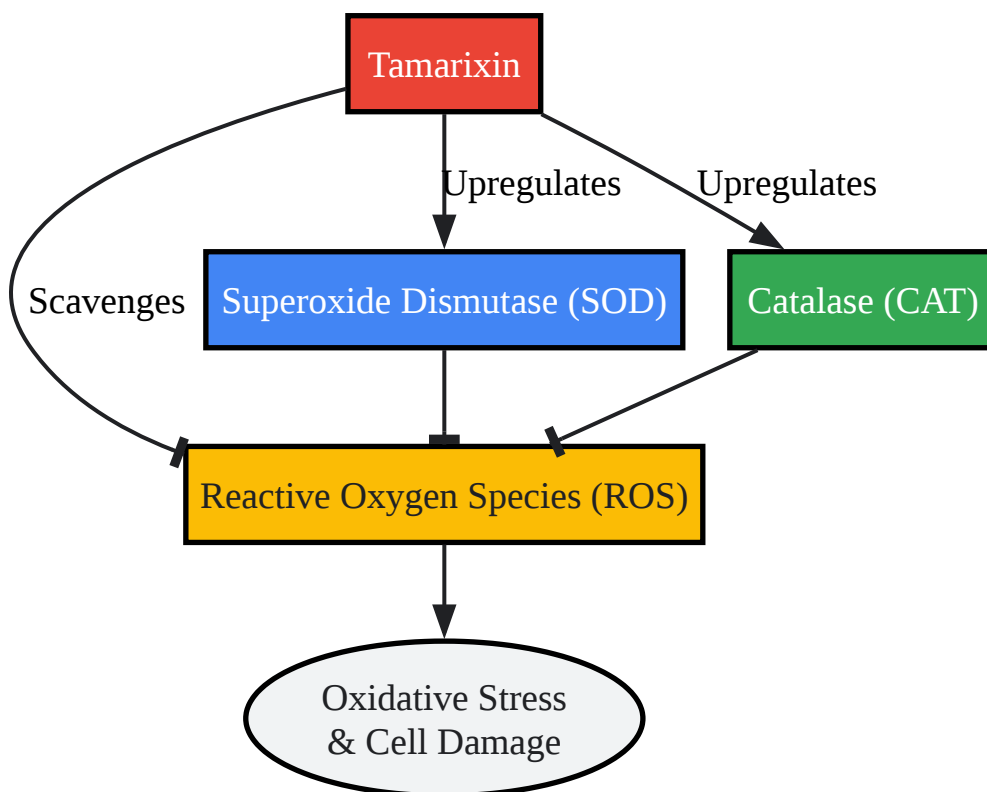 Tamarixin
Upregulates
Upregulates
Scavenges
Superoxide Dismutase (SOD)
Catalase (CAT)
Reactive Oxygen Species (ROS)
Oxidative Stress
& Cell Damage